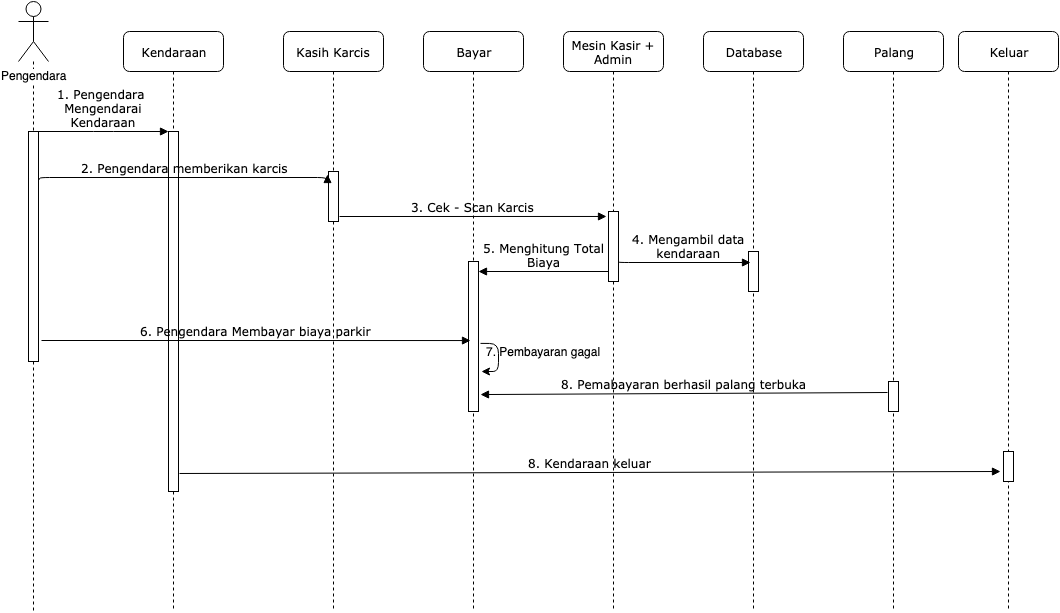 Pengendara
Kendaraan
Kasih Karcis
Bayar
Mesin Kasir +
Admin
Database
Palang
Keluar
1. Pengendara
Mengendarai
Kendaraan
2. Pengendara memberikan karcis
3. Cek - Scan Karcis
4. Mengambil data
kendaraan
5. Menghitung Total
Biaya
6. Pengendara Membayar biaya parkir
7. Pembayaran gagal
8. Pemabayaran berhasil palang terbuka
8. Kendaraan keluar